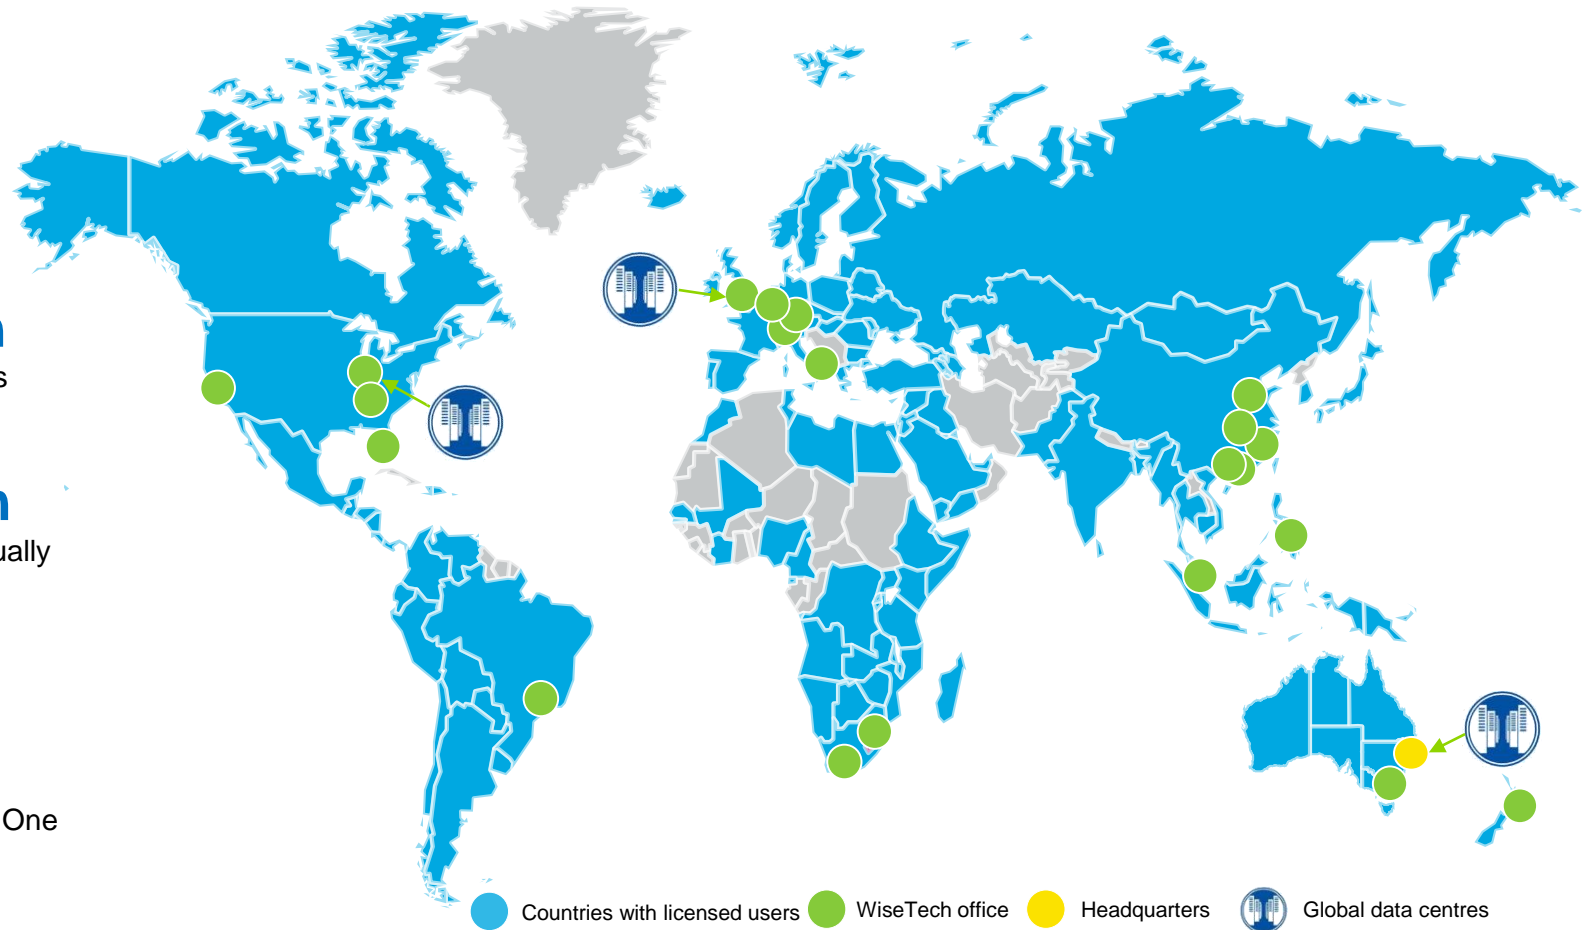 s
ually
One
Countries with licensed users
WiseTech office
Headquarters
Global data centres